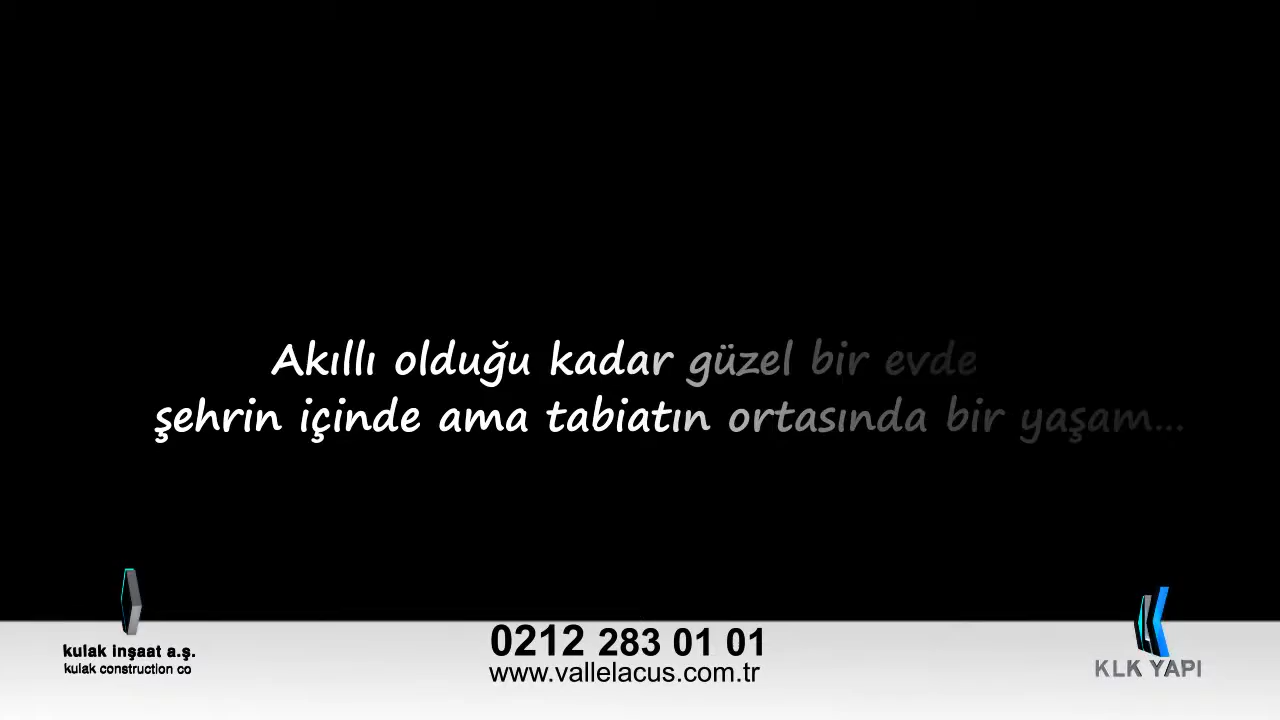 Akıllı olduğu kadar güzel bir evde
şehrin içinde ama tabiatın ortasında bir yaşam...
kulak inşaat a.ş.
kulak construction co
0212 283 01 01
www.vallelacus.com.tr
KLK YAPI